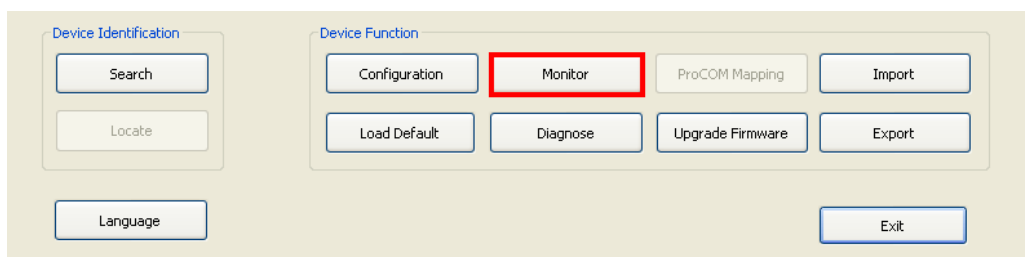 Device Identification Device Function
Search Configuration Monitor ProCOM Mapping Import
Locate Load Default Diagnose Upgrade Firmware Export
Language Exit